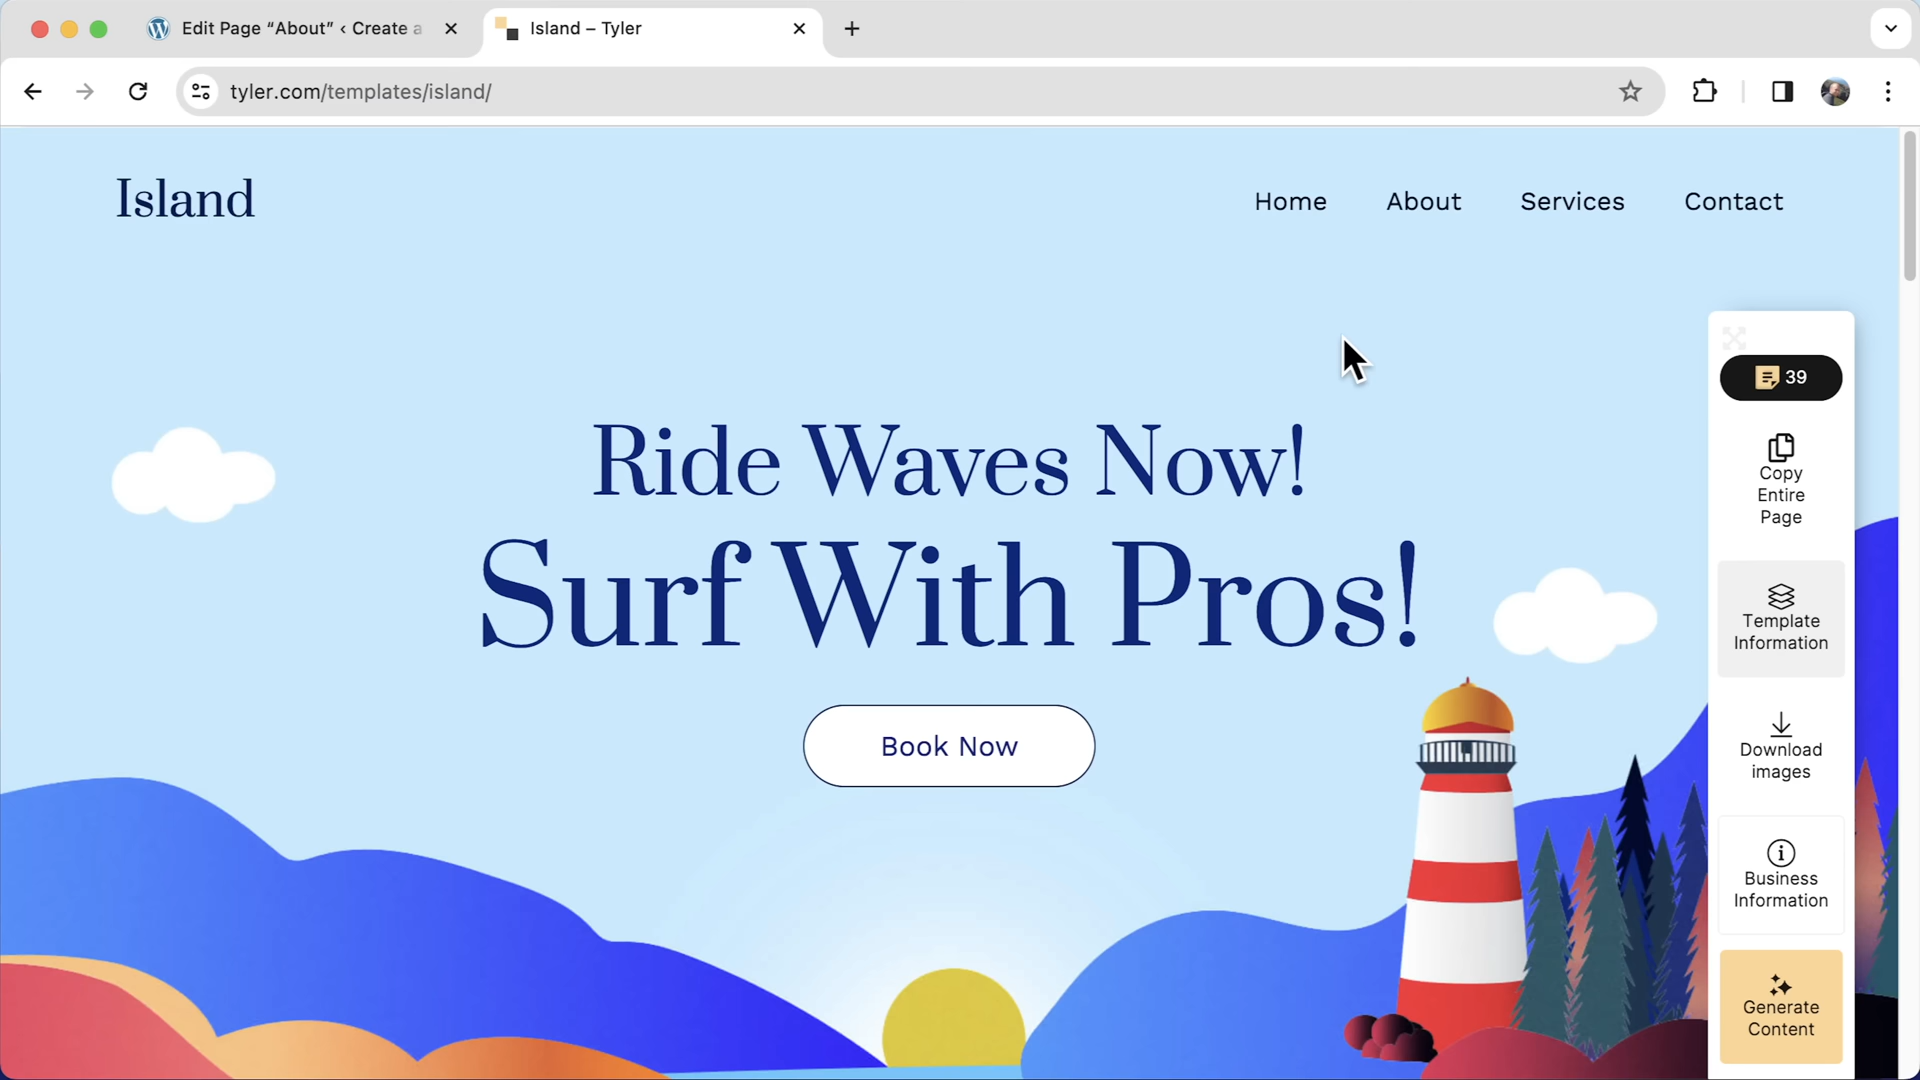 Edit Page “About” ‹ Create a
Island – Tyler
tyler.com/templates/island/
Island
Home
About
Services
Contact
39
Copy
Entire
Page
Ride Waves Now!
Surf With Pros!
Template
Information
Book Now
Download
images
Business
Information
Generate
Content